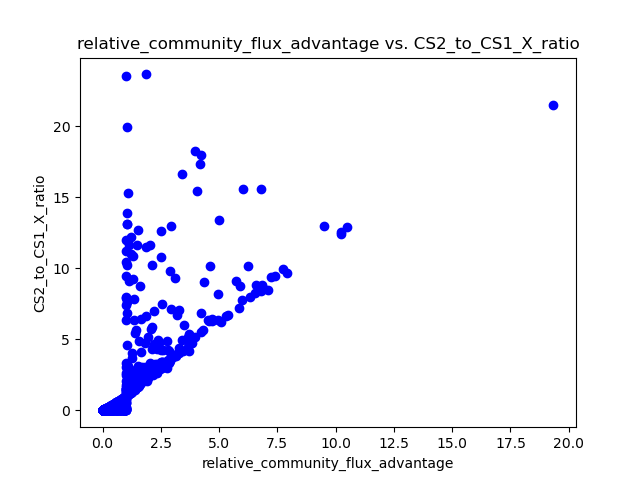 relative_community_flux_advantage vs. CS2_to_CS1_X_ratio
CS2_to_CS1_X_ratio
20
15
10
5
0
0.0 2.5 5.0 7.5 10.0 12.5 15.0 17.5 20.0
relative_community_flux_advantage